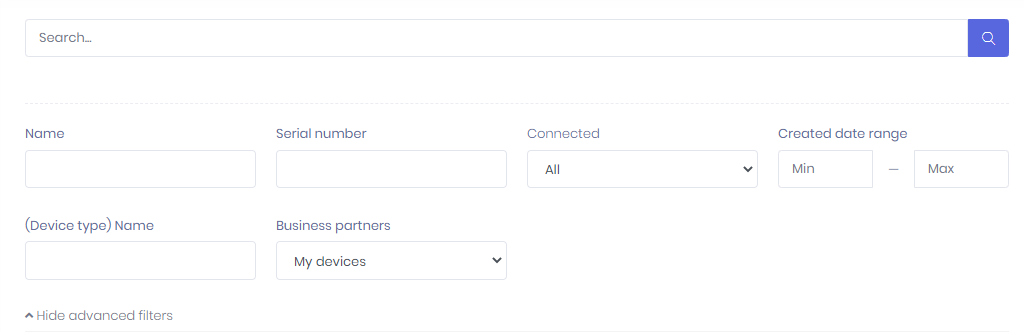 Search...
Name Serial number Connected Created date range
All Min — Max
(Device type) Name Business partners
My devices
Hide advanced filters